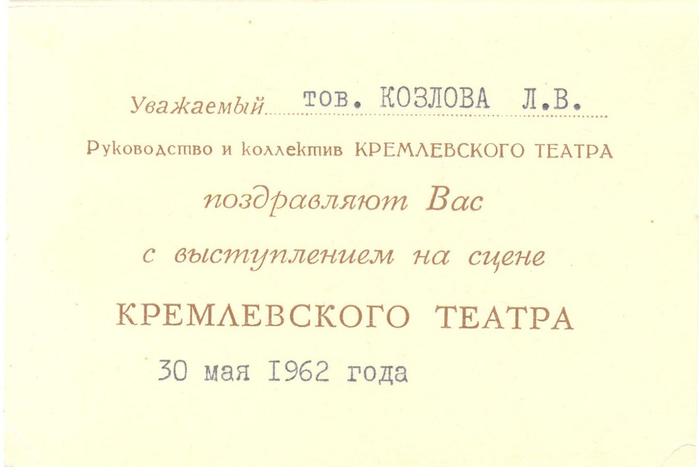 Уважаемый тов. КОЗЛОВА Л.В.
Руководство и коллектив КРЕМЛЕВСКОГО ТЕАТРА
поздравляют Вас
с выступлением на сцене
КРЕМЛЕВСКОГО ТЕАТРА
30 мая 1962 года